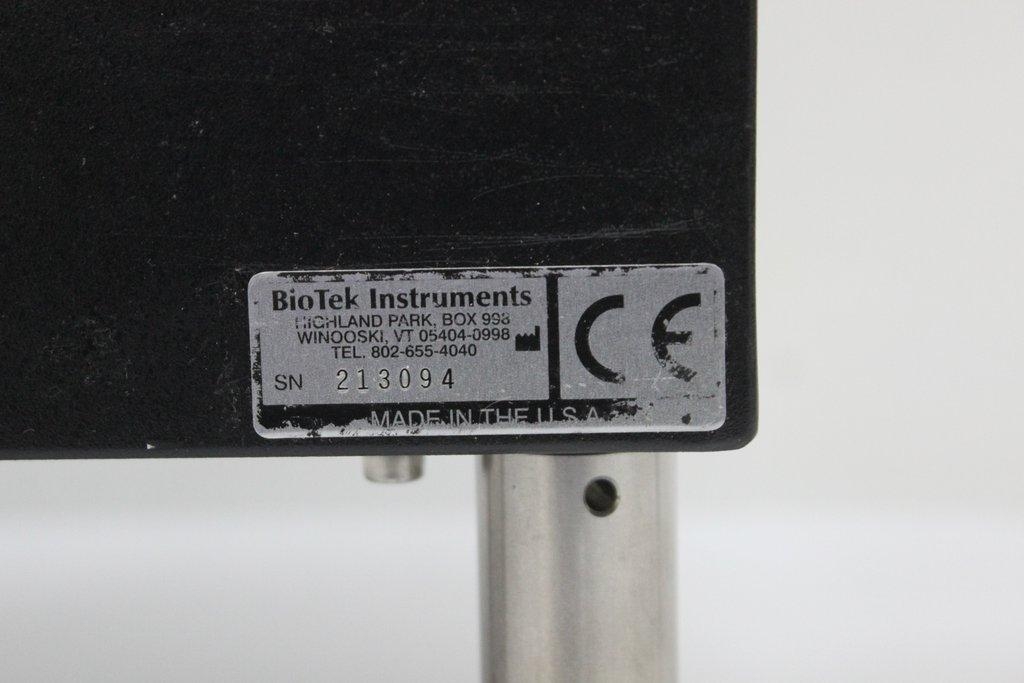 BioTek Instruments
HIGHLAND PARK, BOX 998
WINOOSKI, VT 05404-0998
TEL. 802-655-4040
SN 213094
MADE IN THE U.S.A.
CE